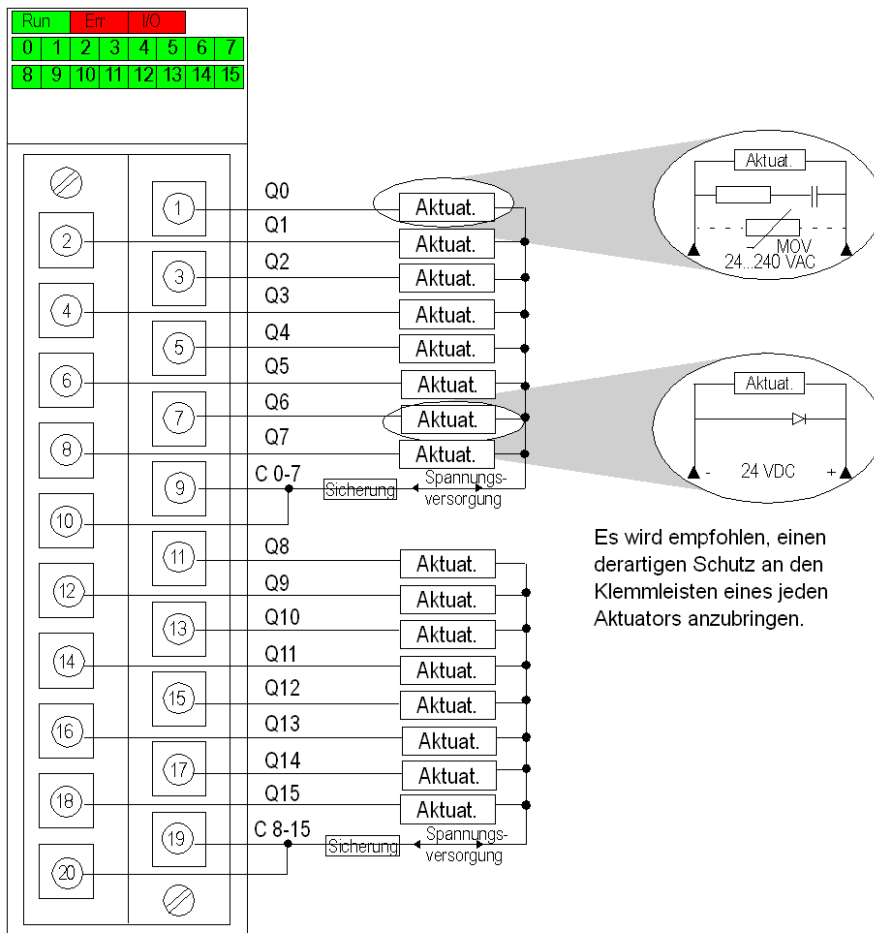 Run Err I/O
0 1 2 3 4 5 6 7
8 9 10 11 12 13 14 15
1 Q0 Aktuat.
2 Q1 Aktuat.
3 Q2 Aktuat.
4 Q3 Aktuat.
5 Q4 Aktuat.
6 Q5 Aktuat.
7 Q6 Aktuat.
8 Q7 Aktuat.
9 C 0-7 Sicherung Spannungs-
versorgung
10
11 Q8 Aktuat.
12 Q9 Aktuat.
13 Q10 Aktuat.
14 Q11 Aktuat.
15 Q12 Aktuat.
16 Q13 Aktuat.
17 Q14 Aktuat.
18 Q15 Aktuat.
19 C 8-15 Sicherung Spannungs-
versorgung
20
Aktuat.
MOV
24...240 VAC
Aktuat.
- 24 VDC +
Es wird empfohlen, einen
derartigen Schutz an den
Klemmleisten eines jeden
Aktuators anzubringen.